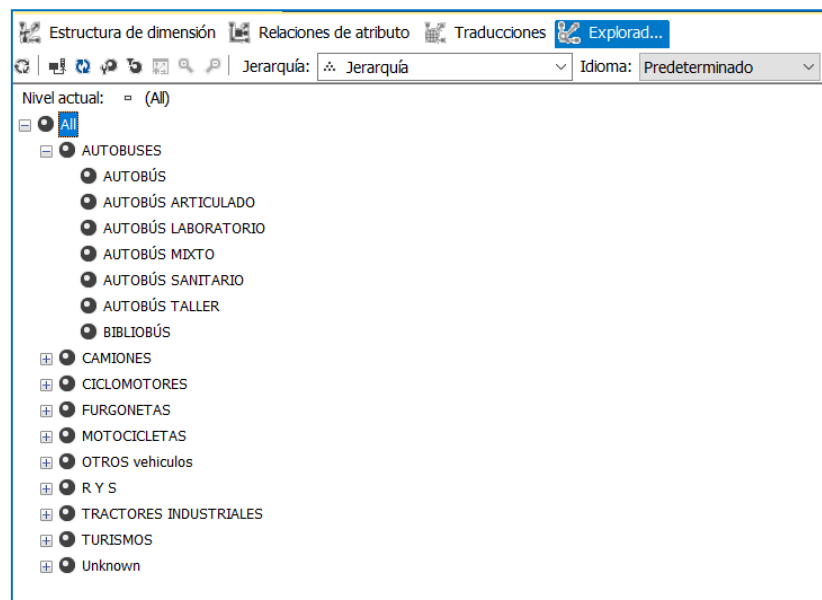 Estructura de dimensión Relaciones de atributo Traducciones Explorad...
Jerarquía: Jerarquía Idioma: Predeterminado
Nivel actual: (All)
All
AUTOBUSES
AUTOBÚS
AUTOBÚS ARTICULADO
AUTOBÚS LABORATORIO
AUTOBÚS MIXTO
AUTOBÚS SANITARIO
AUTOBÚS TALLER
BIBLIOBÚS
CAMIONES
CICLOMOTORES
FURGONETAS
MOTOCICLETAS
OTROS vehiculos
R Y S
TRACTORES INDUSTRIALES
TURISMOS
Unknown